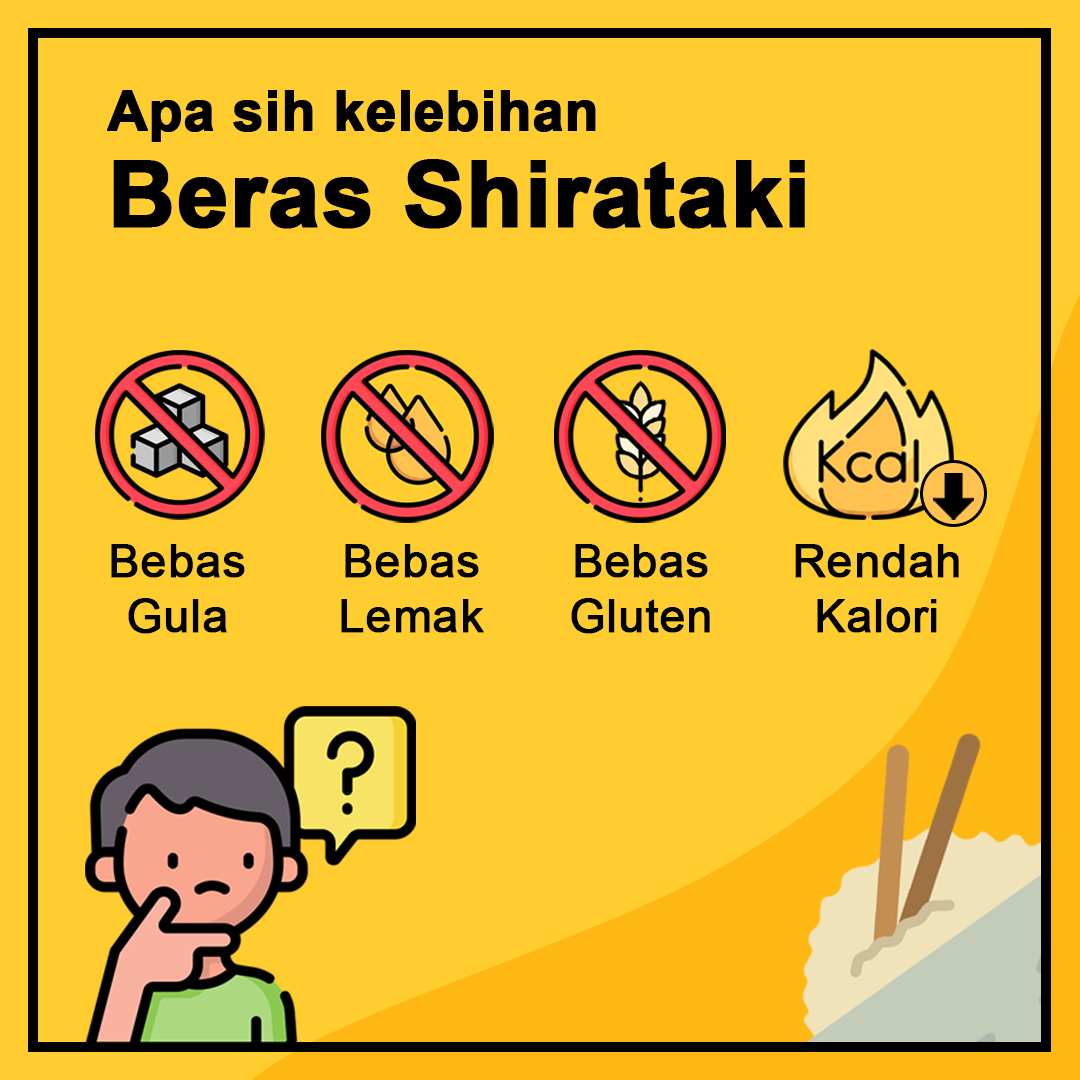 Apa sih kelebihan
Beras Shirataki
Kcal
Bebas
Gula
Bebas
Lemak
Bebas
Gluten
Rendah
Kalori
?